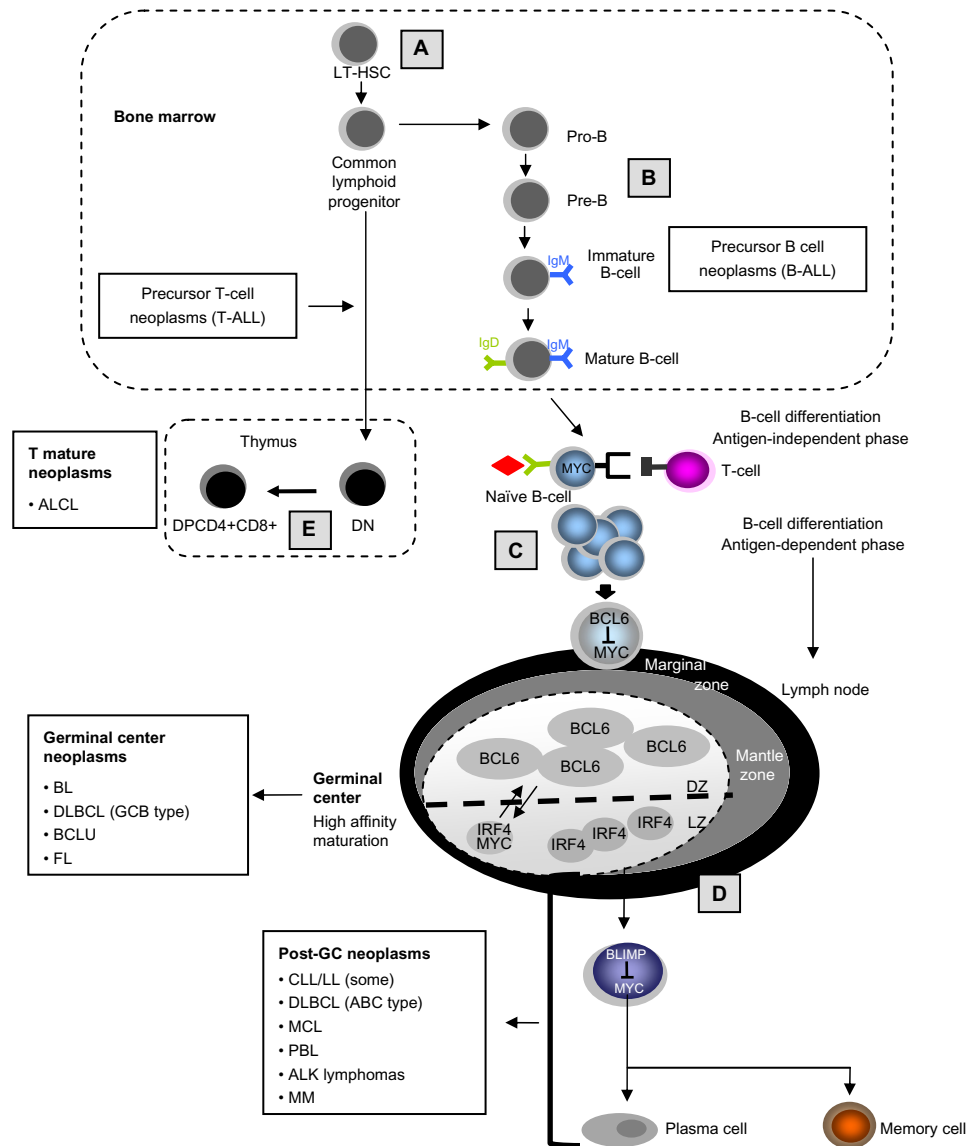 A
LT-HSC
Bone marrow
Common
lymphoid
progenitor
Pro-B
B
Pre-B
Immature
B-cell
IgM
Precursor B cell
neoplasms (B-ALL)
Precursor T-cell
neoplasms (T-ALL)
IgD
IgM
Mature B-cell
T mature
neoplasms
• ALCL
Thymus
DPCD4+CD8+
E
DN
B-cell differentiation
Antigen-independent phase
MYC
T-cell
Naïve B-cell
C
B-cell differentiation
Antigen-dependent phase
BCL6
MYC
Marginal
zone
Lymph node
Mantle
zone
BCL6
BCL6
BCL6
BCL6
DZ
LZ
IRF4
MYC
IRF4
IRF4
IRF4
Germinal
center
High affinity
maturation
Germinal center
neoplasms
• BL
• DLBCL (GCB type)
• BCLU
• FL
D
Post-GC neoplasms
• CLL/LL (some)
• DLBCL (ABC type)
• MCL
• PBL
• ALK lymphomas
• MM
BLIMP
MYC
Plasma cell
Memory cell